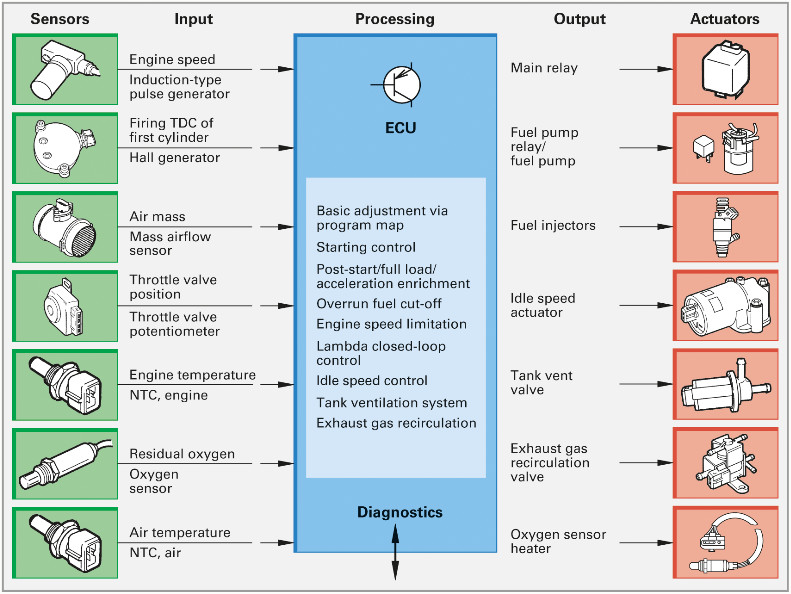 Sensors
Input
Processing
Output
Actuators
Engine speed
Induction-type
pulse generator
Firing TDC of
first cylinder
Hall generator
Air mass
Mass airflow
sensor
Throttle valve
position
Throttle valve
potentiometer
Engine temperature
NTC, engine
Residual oxygen
Oxygen
sensor
Air temperature
NTC, air
ECU
Basic adjustment via
program map
Starting control
Post-start/full load/
acceleration enrichment
Overrun fuel cut-off
Engine speed limitation
Lambda closed-loop
control
Idle speed control
Tank ventilation system
Exhaust gas recirculation
Diagnostics
Main relay
Fuel pump
relay/
fuel pump
Fuel injectors
Idle speed
actuator
Tank vent
valve
Exhaust gas
recirculation
valve
Oxygen sensor
heater